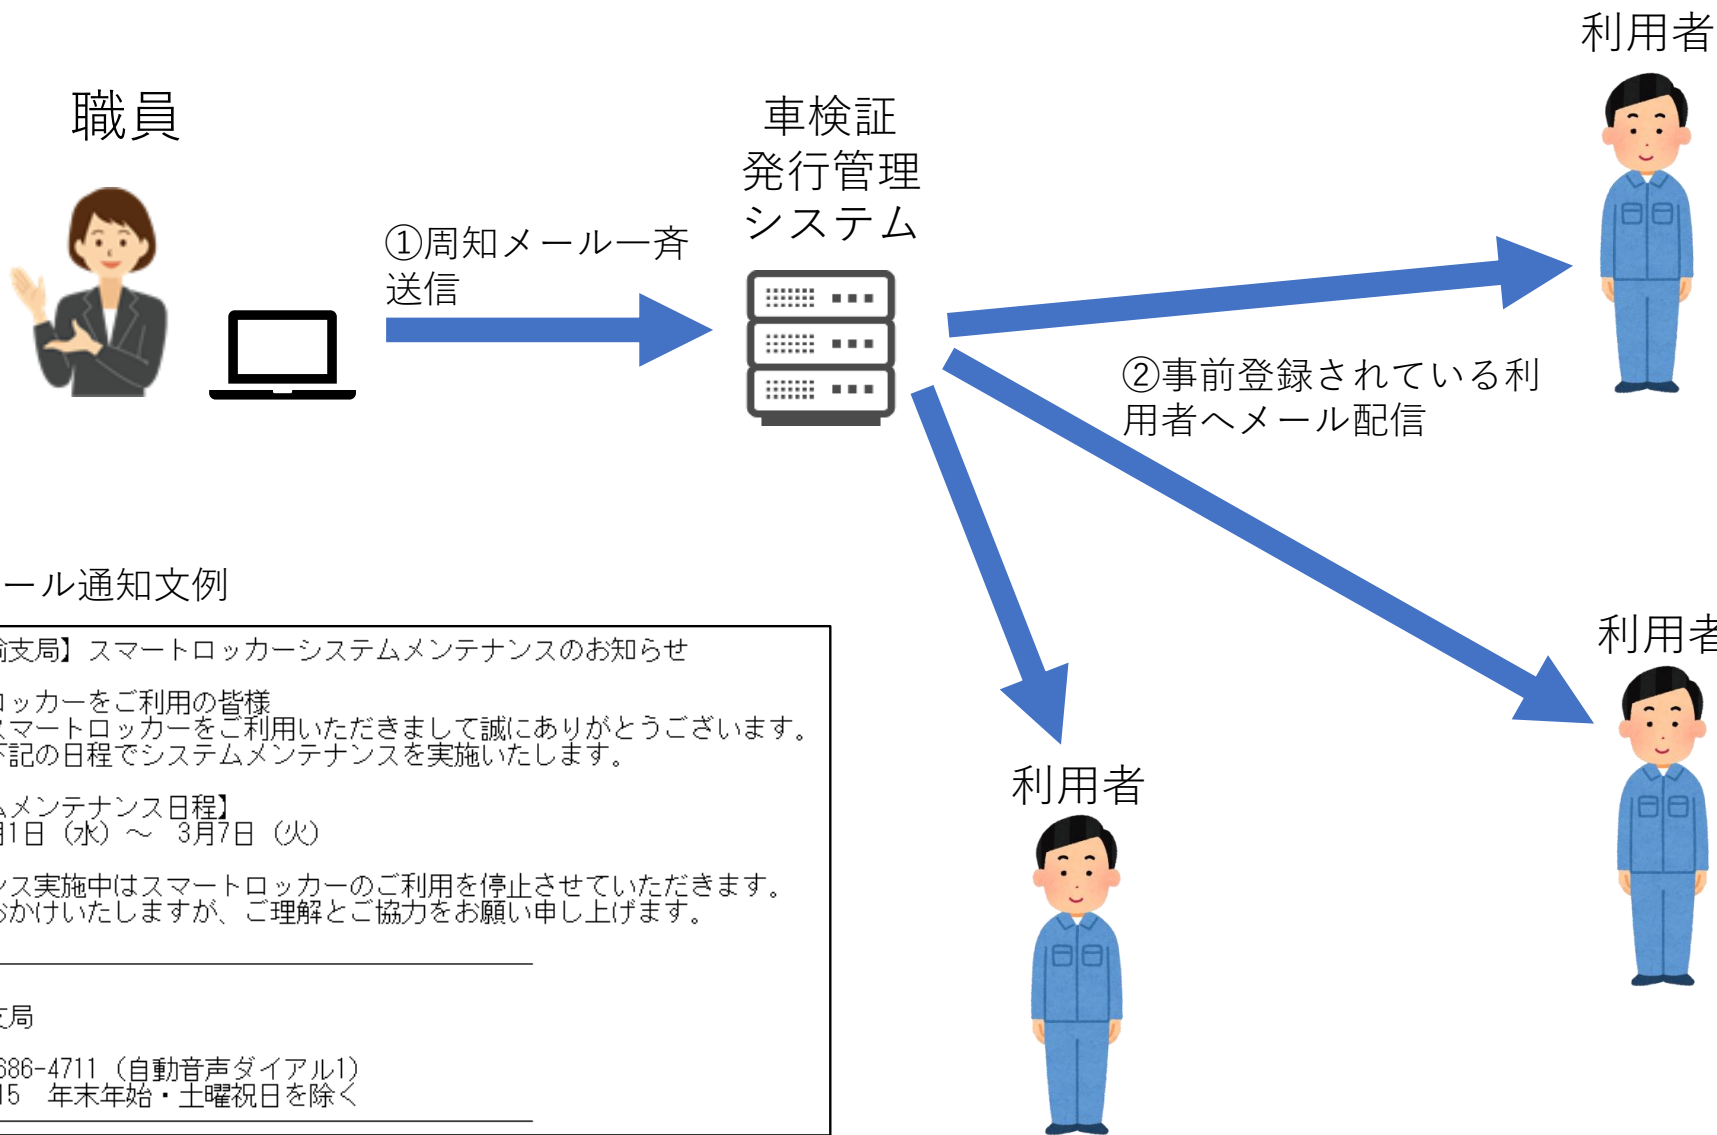 利用者
職員
車検証
発行管理
システム
①周知メール一斉
送信
②事前登録されている利
用者へメール配信
ール通知文例
支局】スマートロッカーシステムメンテナンスのお知らせ
ロッカーをご利用の皆様
スマートロッカーをご利用いただきまして誠にありがとうございます。
下記の日程でシステムメンテナンスを実施いたします。
ムメンテナンス日程】
月1日（水）～ 3月7日（火）
ンス実施中はスマートロッカーのご利用を停止させていただきます。
おかけいたしますが、ご理解とご協力をお願い申し上げます。
支局
686-4711（自動音声ダイアル1）
15 年末年始・土曜祝日を除く
利用者
利用者